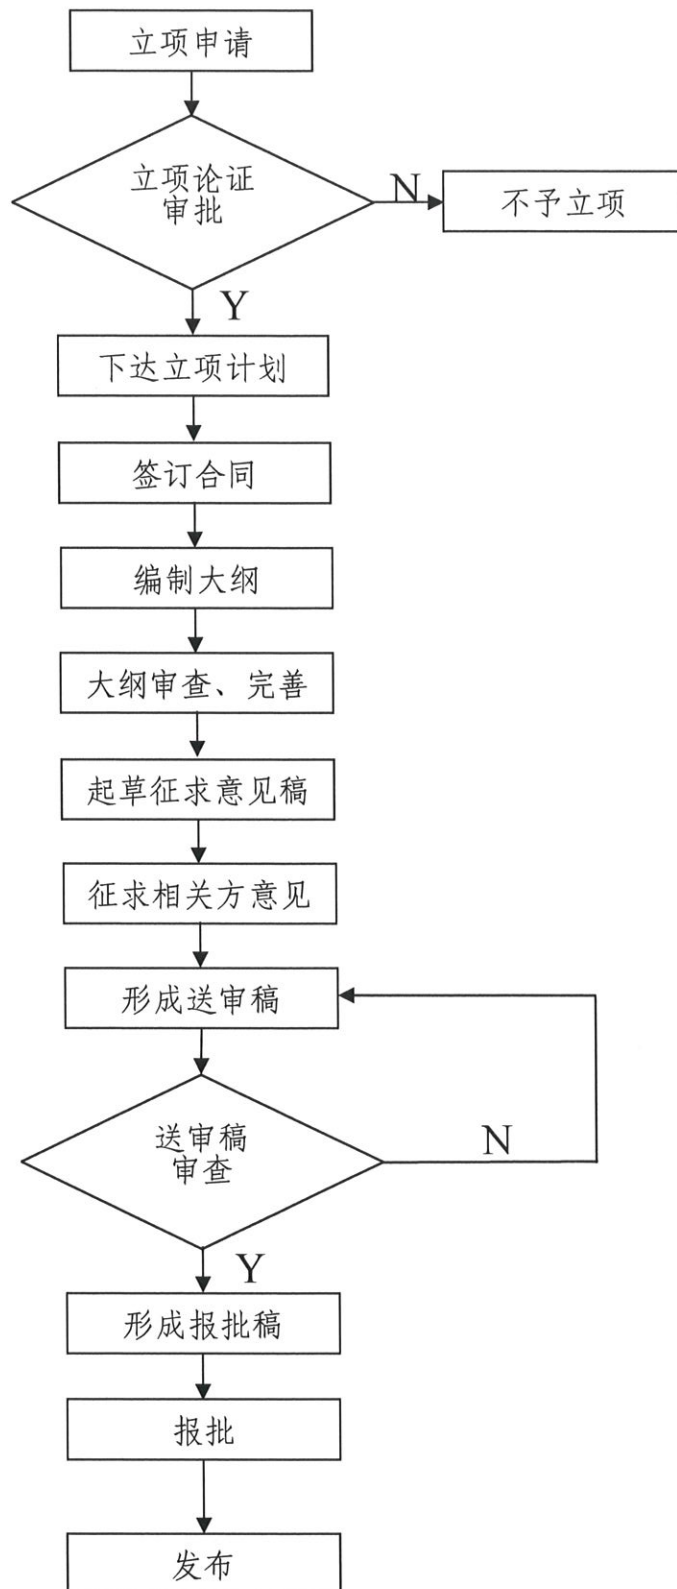 立项申请
立项论证
审批
N
不予立项
Y
下达立项计划
签订合同
编制大纲
大纲审查、完善
起草征求意见稿
征求相关方意见
形成送审稿
送审稿
审查
N
Y
形成报批稿
报批
发布